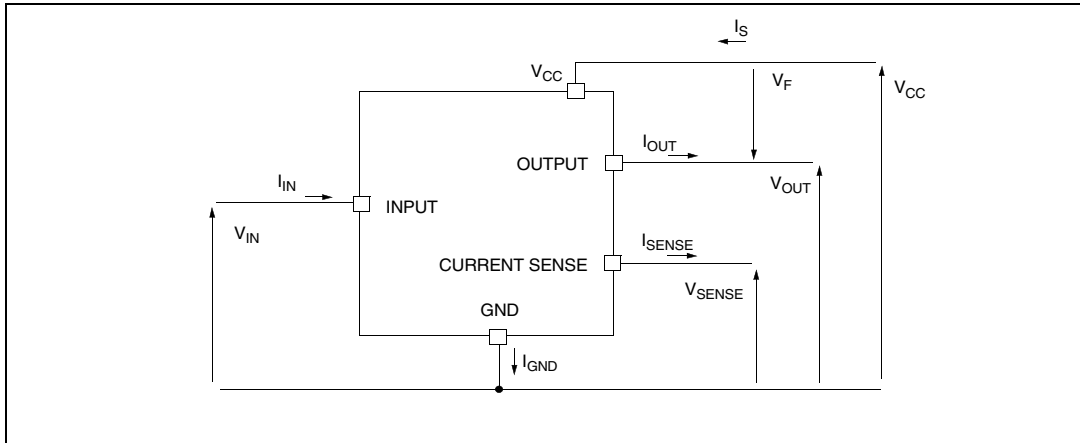 I_S
V_CC
V_F
V_CC
I_OUT
OUTPUT
V_OUT
I_IN
INPUT
V_IN
I_SENSE
CURRENT SENSE
V_SENSE
GND
I_GND